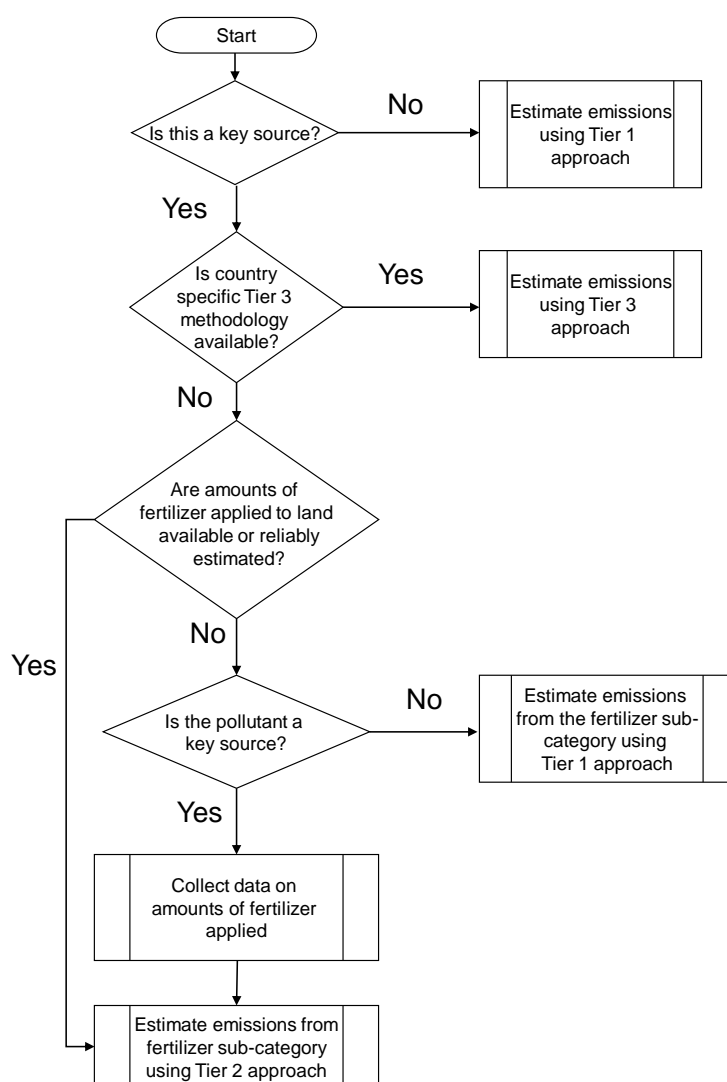 Start
Is this a key source?
No
Estimate emissions
using Tier 1
approach
Yes
Is country
specific Tier 3
methodology
available?
Yes
Estimate emissions
using Tier 3
approach
No
Are amounts of
fertilizer applied to land
available or reliably
estimated?
Yes
No
Is the pollutant a
key source?
No
Estimate emissions
from the fertilizer sub-
category using
Tier 1 approach
Yes
Collect data on
amounts of fertilizer
applied
Estimate emissions from
fertilizer sub-category
using Tier 2 approach